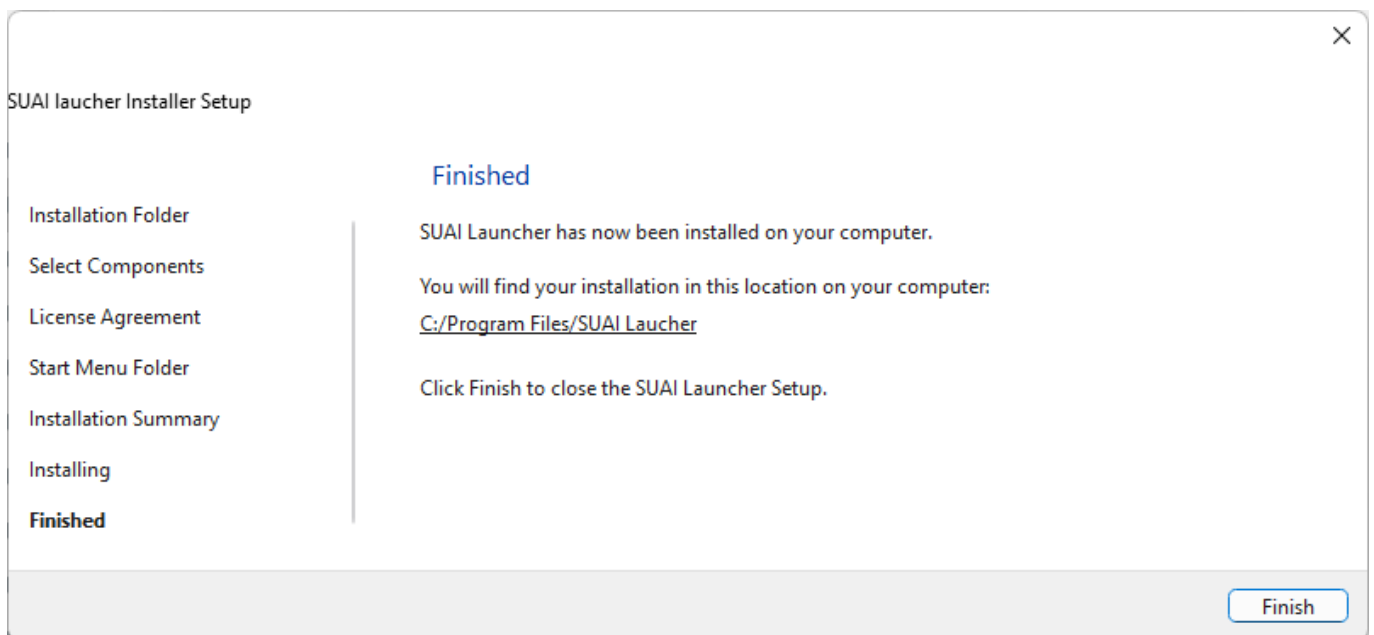 SUAI laucher Installer Setup
Installation Folder
Select Components
License Agreement
Start Menu Folder
Installation Summary
Installing
Finished
Finished
SUAI Launcher has now been installed on your computer.
You will find your installation in this location on your computer:
C:/Program Files/SUAI Laucher
Click Finish to close the SUAI Launcher Setup.
Finish